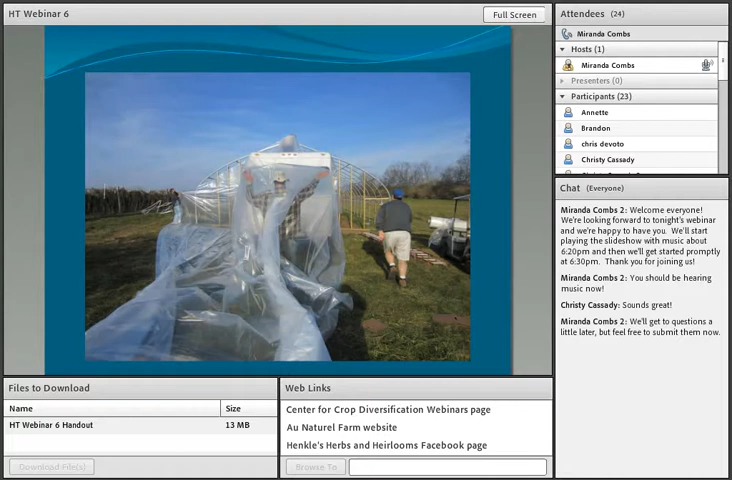 HT Webinar 6
Full Screen
Attendees (24)
Miranda Combs
Hosts (1)
Miranda Combs
Presenters (0)
Participants (23)
Annette
Brandon
chris devoto
Christy Cassady
Chat (Everyone)
Miranda Combs 2: Welcome everyone!
We're looking forward to tonight's webinar
and we're happy to have you. We'll start
playing the slideshow with music about
6:20pm and then we'll get started promptly
at 6:30pm. Thank you for joining us!
Miranda Combs 2: You should be hearing
music now!
Christy Cassady: Sounds great!
Miranda Combs 2: We'll get to questions a
little later, but feel free to submit them now.
Files to Download
Name Size
HT Webinar 6 Handout 13 MB
Download File(s)
Web Links
Center for Crop Diversification Webinars page
Au Naturel Farm website
Henkle's Herbs and Heirlooms Facebook page
Browse To